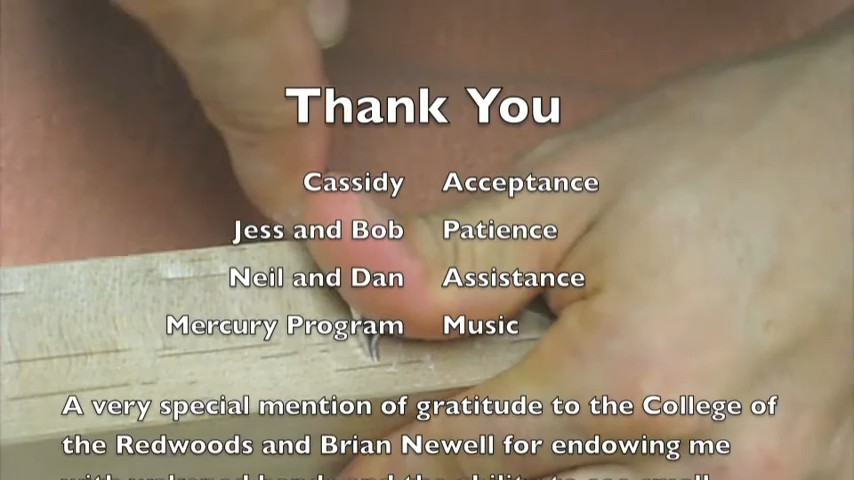 Thank You
Cassidy Acceptance
Jess and Bob Patience
Neil and Dan Assistance
Mercury Program Music
A very special mention of gratitude to the College of
the Redwoods and Brian Newell for endowing me